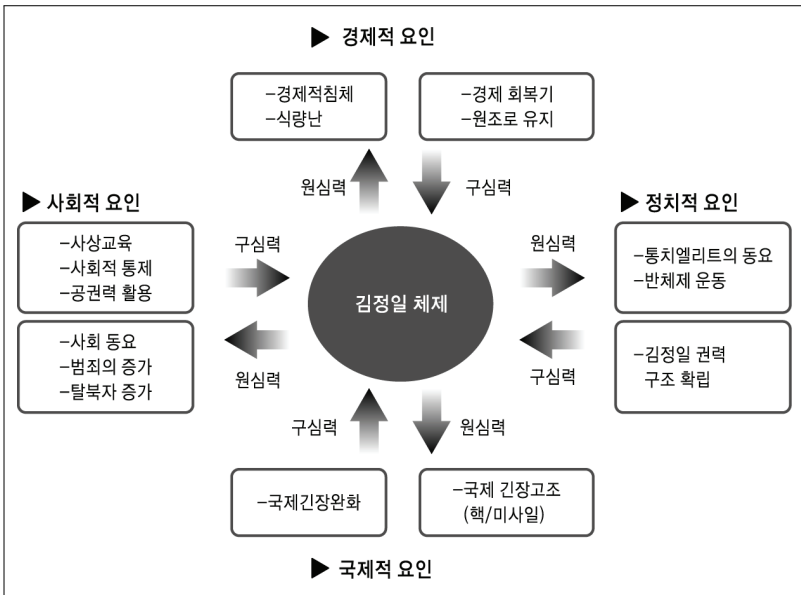 ▶ 경제적 요인
–경제적침체
–식량난
–경제 회복기
–원조로 유지
원심력
구심력
▶ 사회적 요인
–사상교육
–사회적 통제
–공권력 활용
구심력
–사회 동요
–범죄의 증가
–탈북자 증가
원심력
김정일 체제
▶ 정치적 요인
원심력
–통치엘리트의 동요
–반체제 운동
구심력
–김정일 권력
구조 확립
구심력
원심력
–국제긴장완화
–국제 긴장고조
(핵/미사일)
▶ 국제적 요인